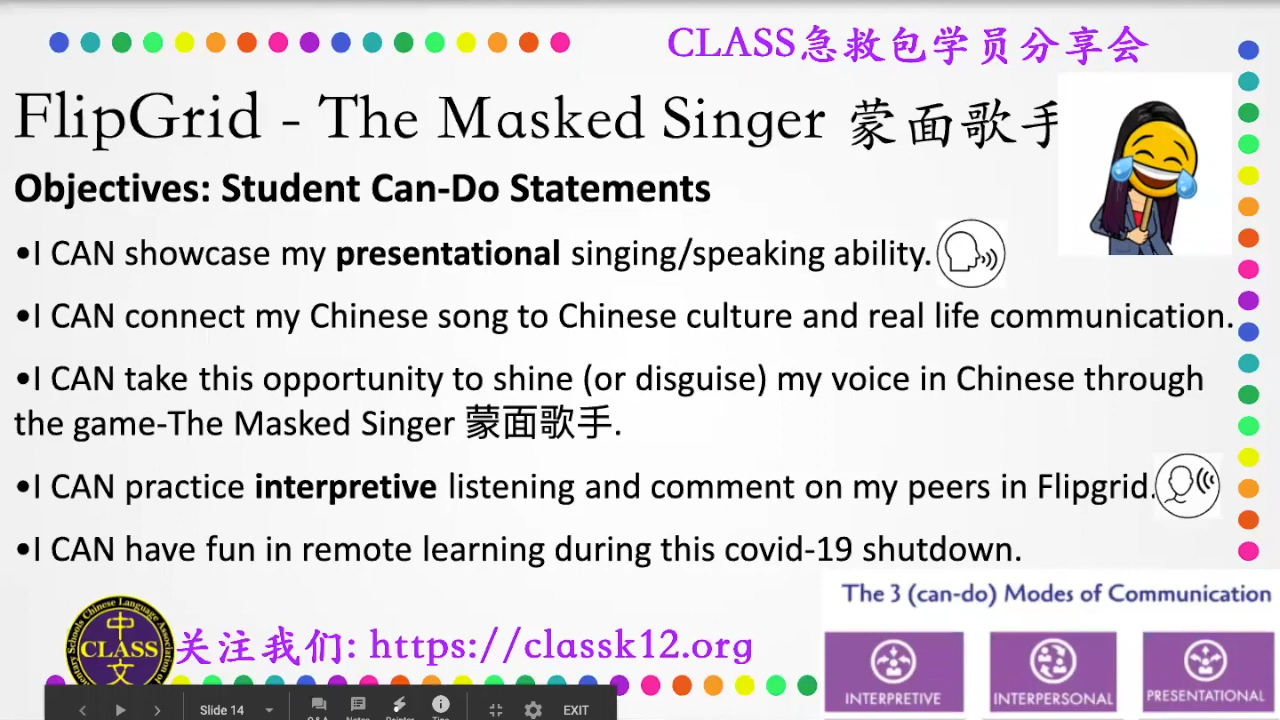 CLASS急救包学员分享会
FlipGrid - The Masked Singer 蒙面歌手
Objectives: Student Can-Do Statements
•I CAN showcase my presentational singing/speaking ability.
•I CAN connect my Chinese song to Chinese culture and real life communication.
•I CAN take this opportunity to shine (or disguise) my voice in Chinese through
the game-The Masked Singer 蒙面歌手.
•I CAN practice interpretive listening and comment on my peers in Flipgrid.
•I CAN have fun in remote learning during this covid-19 shutdown.
The 3 (can-do) Modes of Communication
INTERPRETIVE
INTERPERSONAL
PRESENTATIONAL
Schools Chinese Language Association of
中
CLASS
文
关注我们: https://classk12.org
Slide 14
EXIT